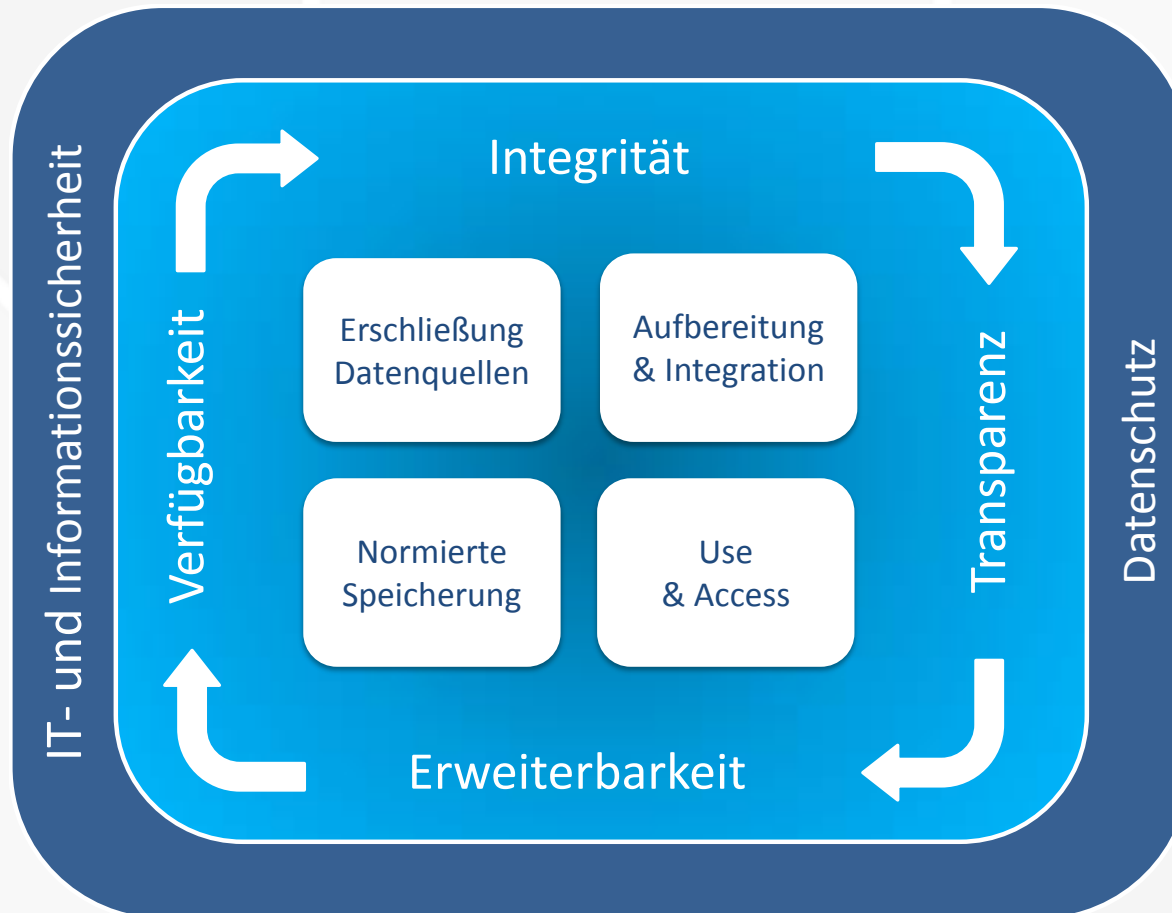 IT- und Informationssicherheit
Verfügbarkeit
Integrität
Erschließung
Datenquellen
Aufbereitung
& Integration
Normierte
Speicherung
Use
& Access
Erweiterbarkeit
Transparenz
Datenschutz